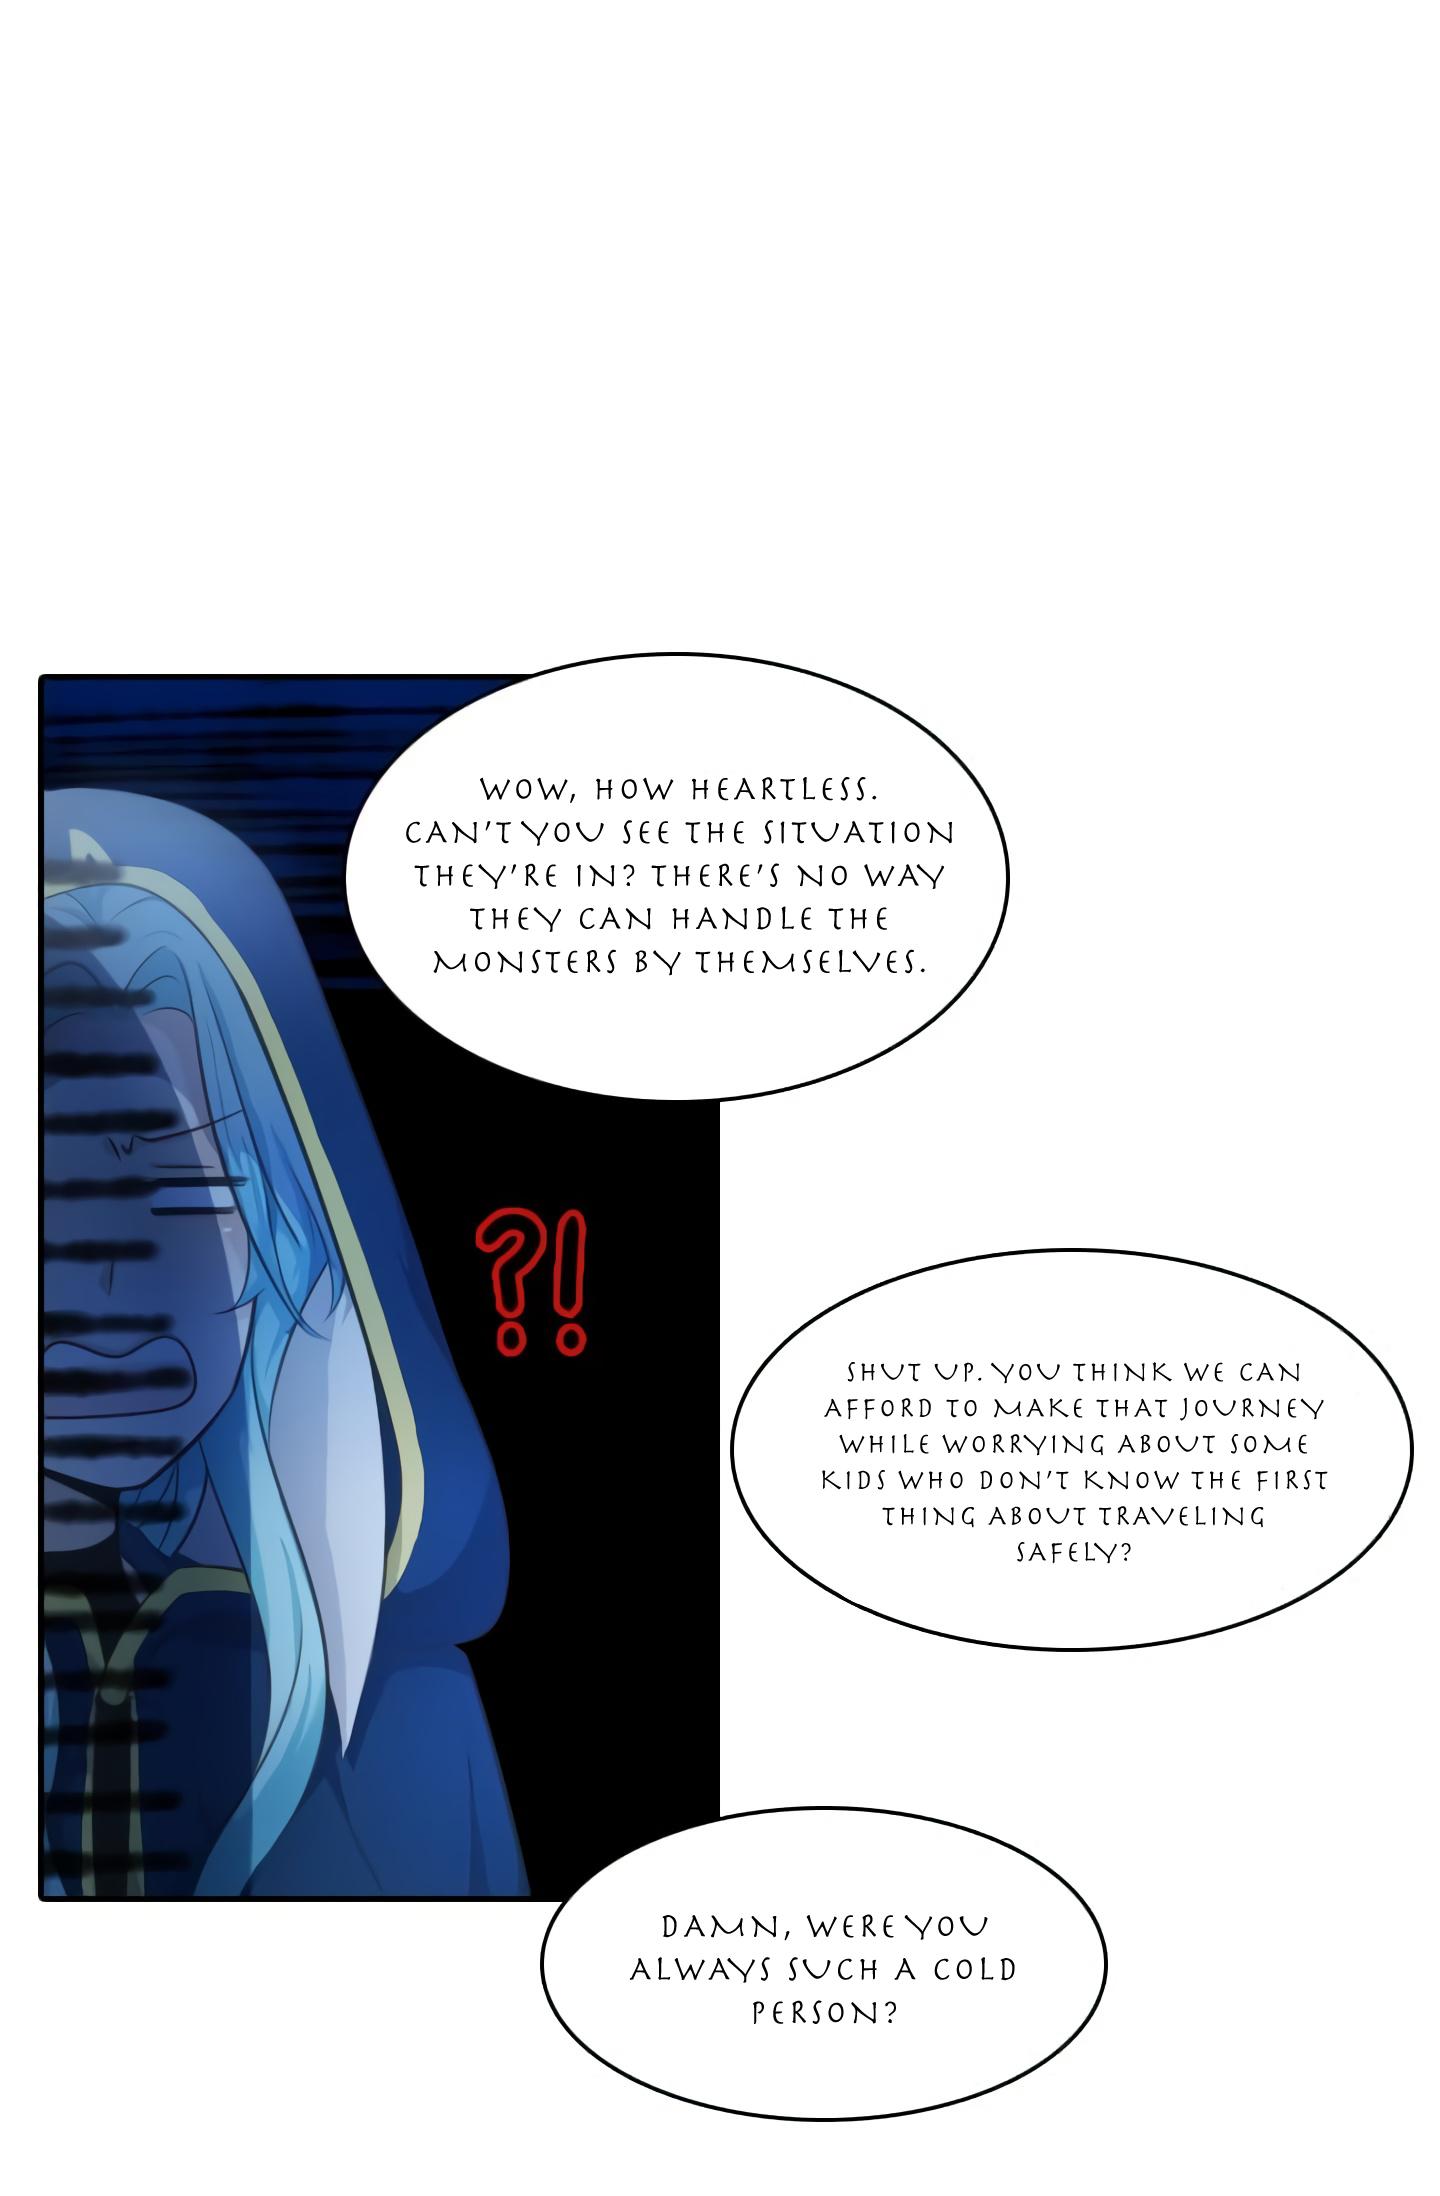 WOW, HOW HEARTLESS.
CAN'T YOU SEE THE SITUATION
THEY'RE IN? THERE'S NO WAY
THEY CAN HANDLE THE
MONSTERS BY THEMSELVES.
?!
SHUT UP. YOU THINK WE CAN
AFFORD TO MAKE THAT JOURNEY
WHILE WORRYING ABOUT SOME
KIDS WHO DON'T KNOW THE FIRST
THING ABOUT TRAVELING
SAFELY?
DAMN, WERE YOU
ALWAYS SUCH A COLD
PERSON?